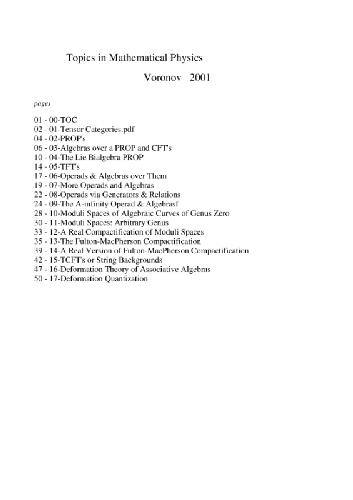 Topics in Mathematical Physics
Voronov 2001
pages
01 - 00-TOC
02 - 01-Tensor Categories.pdf
04 - 02-PROP's
06 - 03-Algebras over a PROP and CFT's
10 - 04-The Lie Bialgebra PROP
14 - 05-TFT's
17 - 06-Operads & Algebras over Them
19 - 07-More Operads and Algebras
22 - 08-Operads via Generators & Relations
24 - 09-The A-infinity Operad & Algebras!
28 - 10-Moduli Spaces of Algebraic Curves of Genus Zero
30 - 11-Moduli Spaces: Arbitrary Genus
33 - 12-A Real Compactification of Moduli Spaces
35 - 13-The Fulton-MacPherson Compactification
39 - 14-A Real Version of Fulton-MacPherson Compactification
42 - 15-TCFT's or String Backgrounds
47 - 16-Deformation Theory of Associative Algebras
50 - 17-Deformation Quantization